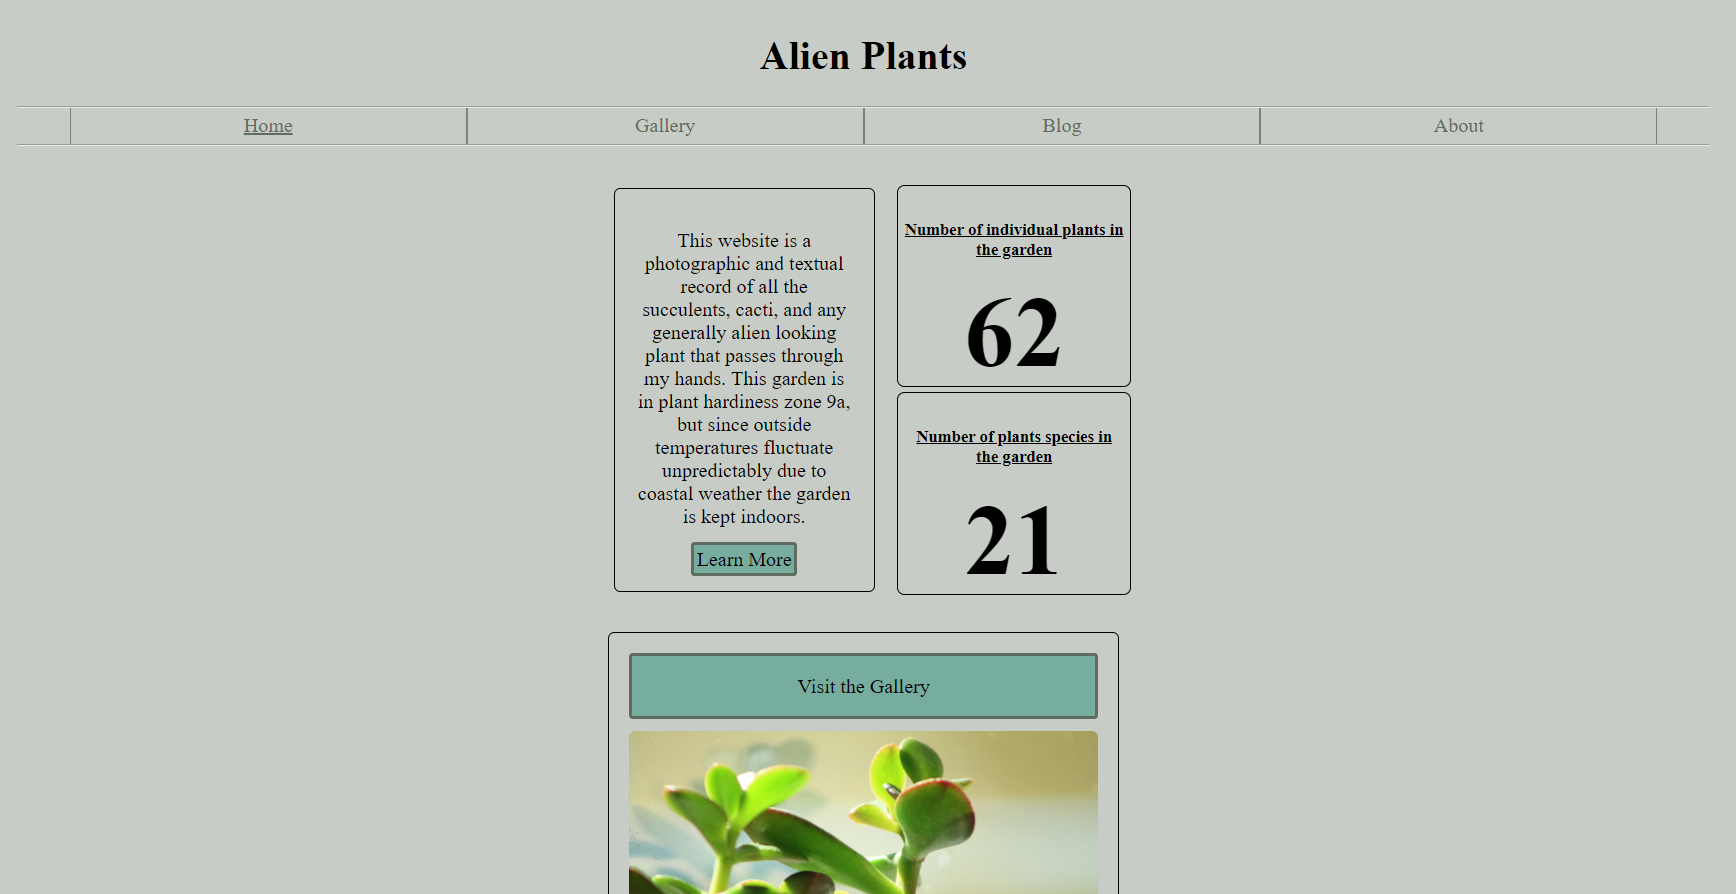 Alien Plants
Home
Gallery
Blog
About
This website is a
photographic and textual
record of all the
succulents, cacti, and any
generally alien looking
plant that passes through
my hands. This garden is
in plant hardiness zone 9a,
but since outside
temperatures fluctuate
unpredictably due to
coastal weather the garden
is kept indoors.
Learn More
Number of individual plants in
the garden
62
Number of plants species in
the garden
21
Visit the Gallery